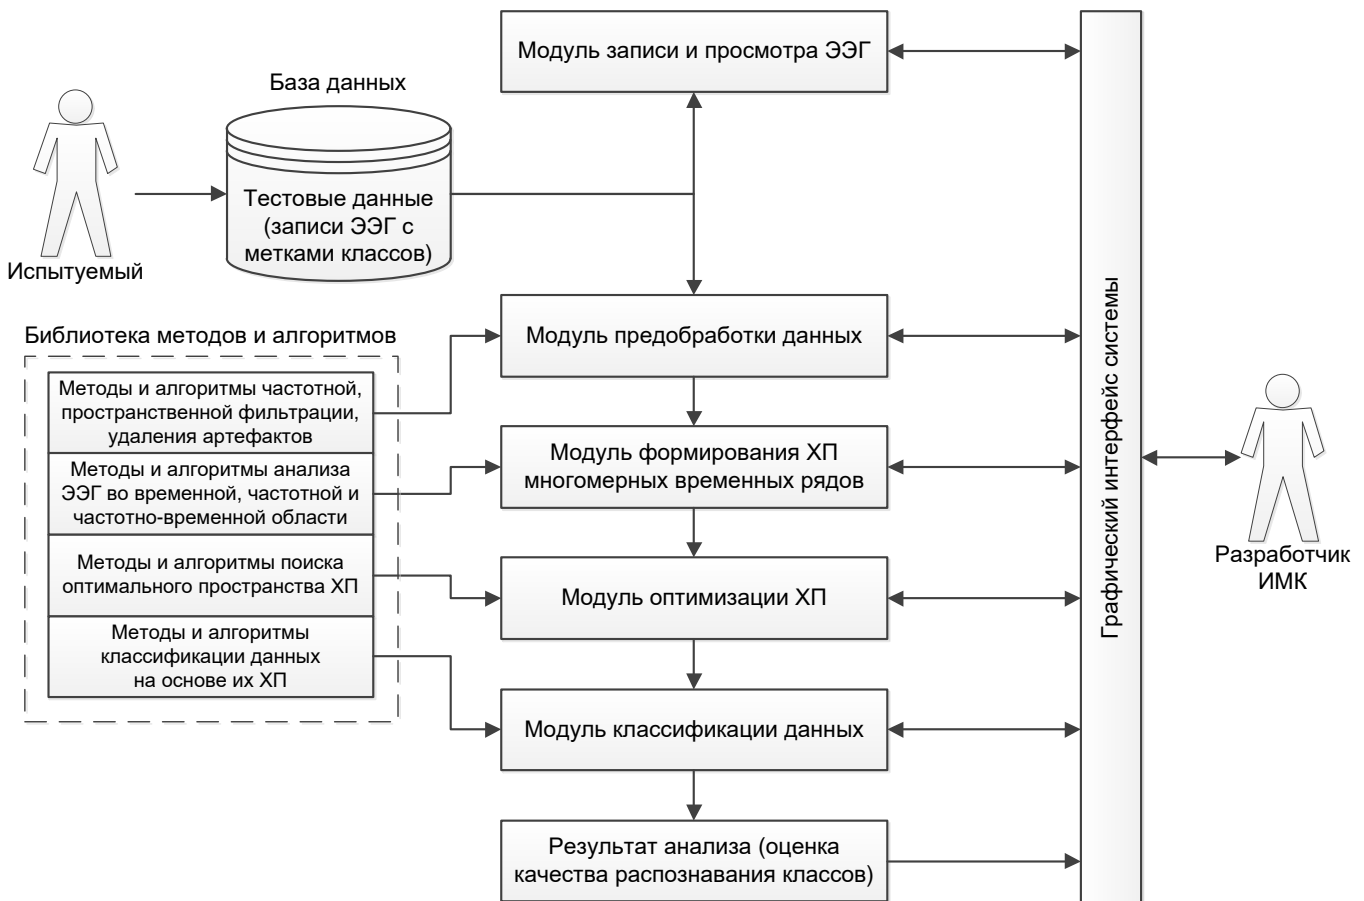 Модуль записи и просмотра ЭЭГ
База данных
Тестовые данные
(записи ЭЭГ с
метками классов)
Испытуемый
Модуль предобработки данных
Библиотека методов и алгоритмов
Методы и алгоритмы частотной,
пространственной фильтрации,
удаления артефактов
Модуль формирования ХП
многомерных временных рядов
Методы и алгоритмы анализа
ЭЭГ во временной, частотной и
частотно-временной области
Методы и алгоритмы поиска
оптимального пространства ХП
Модуль оптимизации ХП
Методы и алгоритмы
классификации данных
на основе их ХП
Модуль классификации данных
Результат анализа (оценка
качества распознавания классов)
Графический интерфейс системы
Разработчик
ИМК